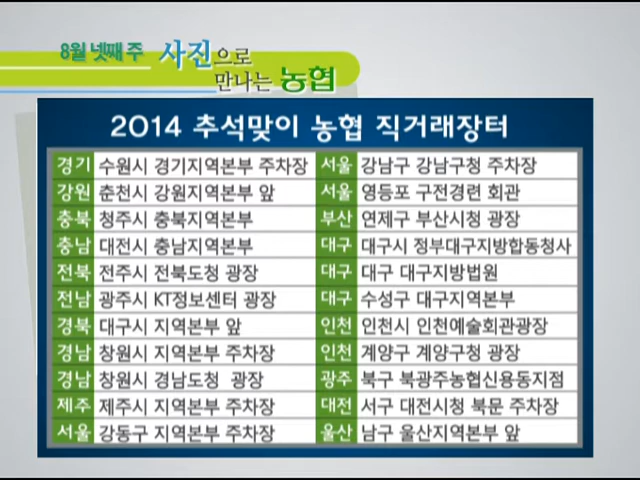 8월 넷째 주 사진으로
만나는 농협
2014 추석맞이 농협 직거래장터
경기 수원시 경기지역본부 주차장 서울 강남구 강남구청 주차장
강원 춘천시 강원지역본부 앞 서울 영등포 구전경련 회관
충북 청주시 충북지역본부 부산 연제구 부산시청 광장
충남 대전시 충남지역본부 대구 대구시 정부대구지방합동청사
전북 전주시 전북도청 광장 대구 대구 대구지방법원
전남 광주시 KT정보센터 광장 대구 수성구 대구지역본부
경북 대구시 지역본부 앞 인천 인천시 인천예술회관광장
경남 창원시 지역본부 주차장 인천 계양구 계양구청 광장
경남 창원시 경남도청 광장 광주 북구 북광주농협신용동지점
제주 제주시 지역본부 주차장 대전 서구 대전시청 북문 주차장
서울 강동구 지역본부 주차장 울산 남구 울산지역본부 앞